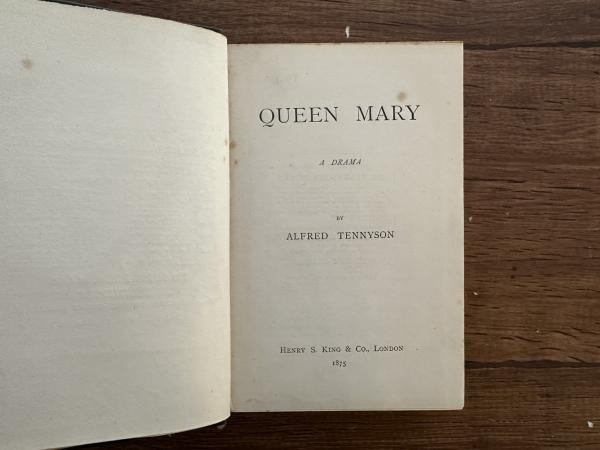 QUEEN MARY
A DRAMA
BY
ALFRED TENNYSON
HENRY S. KING & CO., LONDON
1875